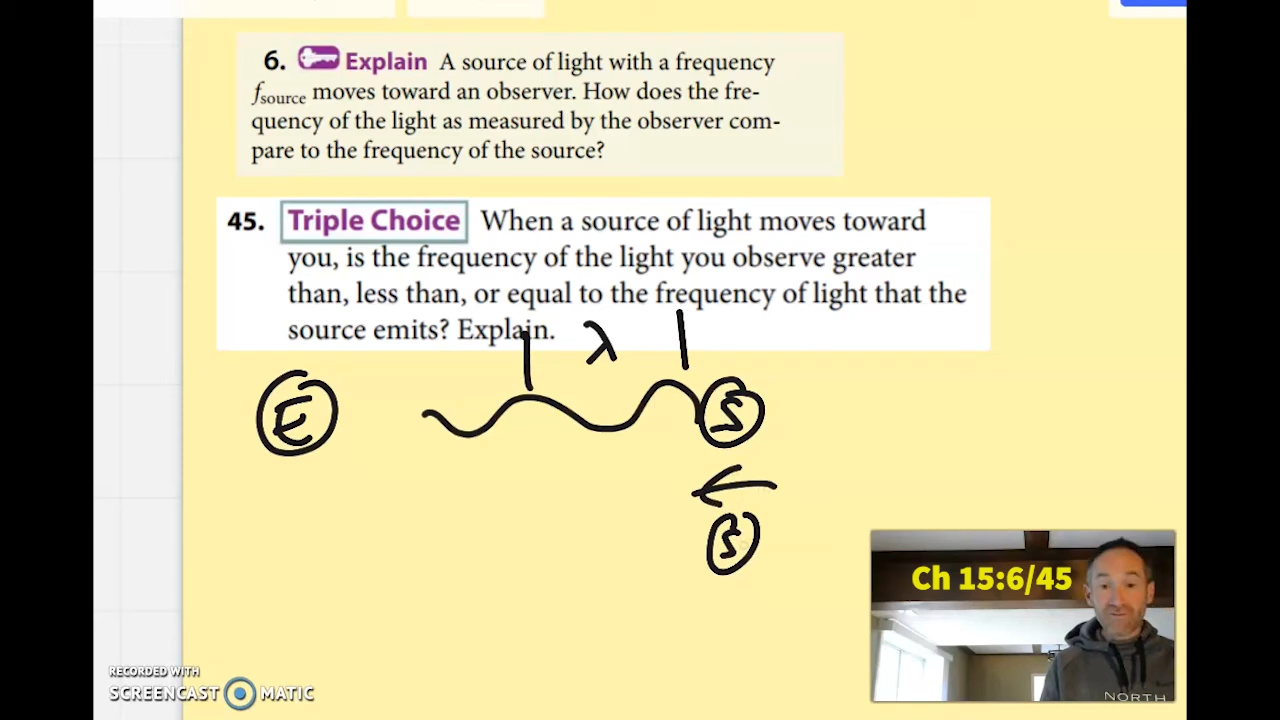 6. Explain A source of light with a frequency
fsource moves toward an observer. How does the fre-
quency of the light as measured by the observer com-
pare to the frequency of the source?
45. Triple Choice When a source of light moves toward
you, is the frequency of the light you observe greater
than, less than, or equal to the frequency of light that the
source emits? Explain.
λ
E
S
S
Ch 15:6/45
NORTH
RECORDED WITH
SCREENCAST MATIC